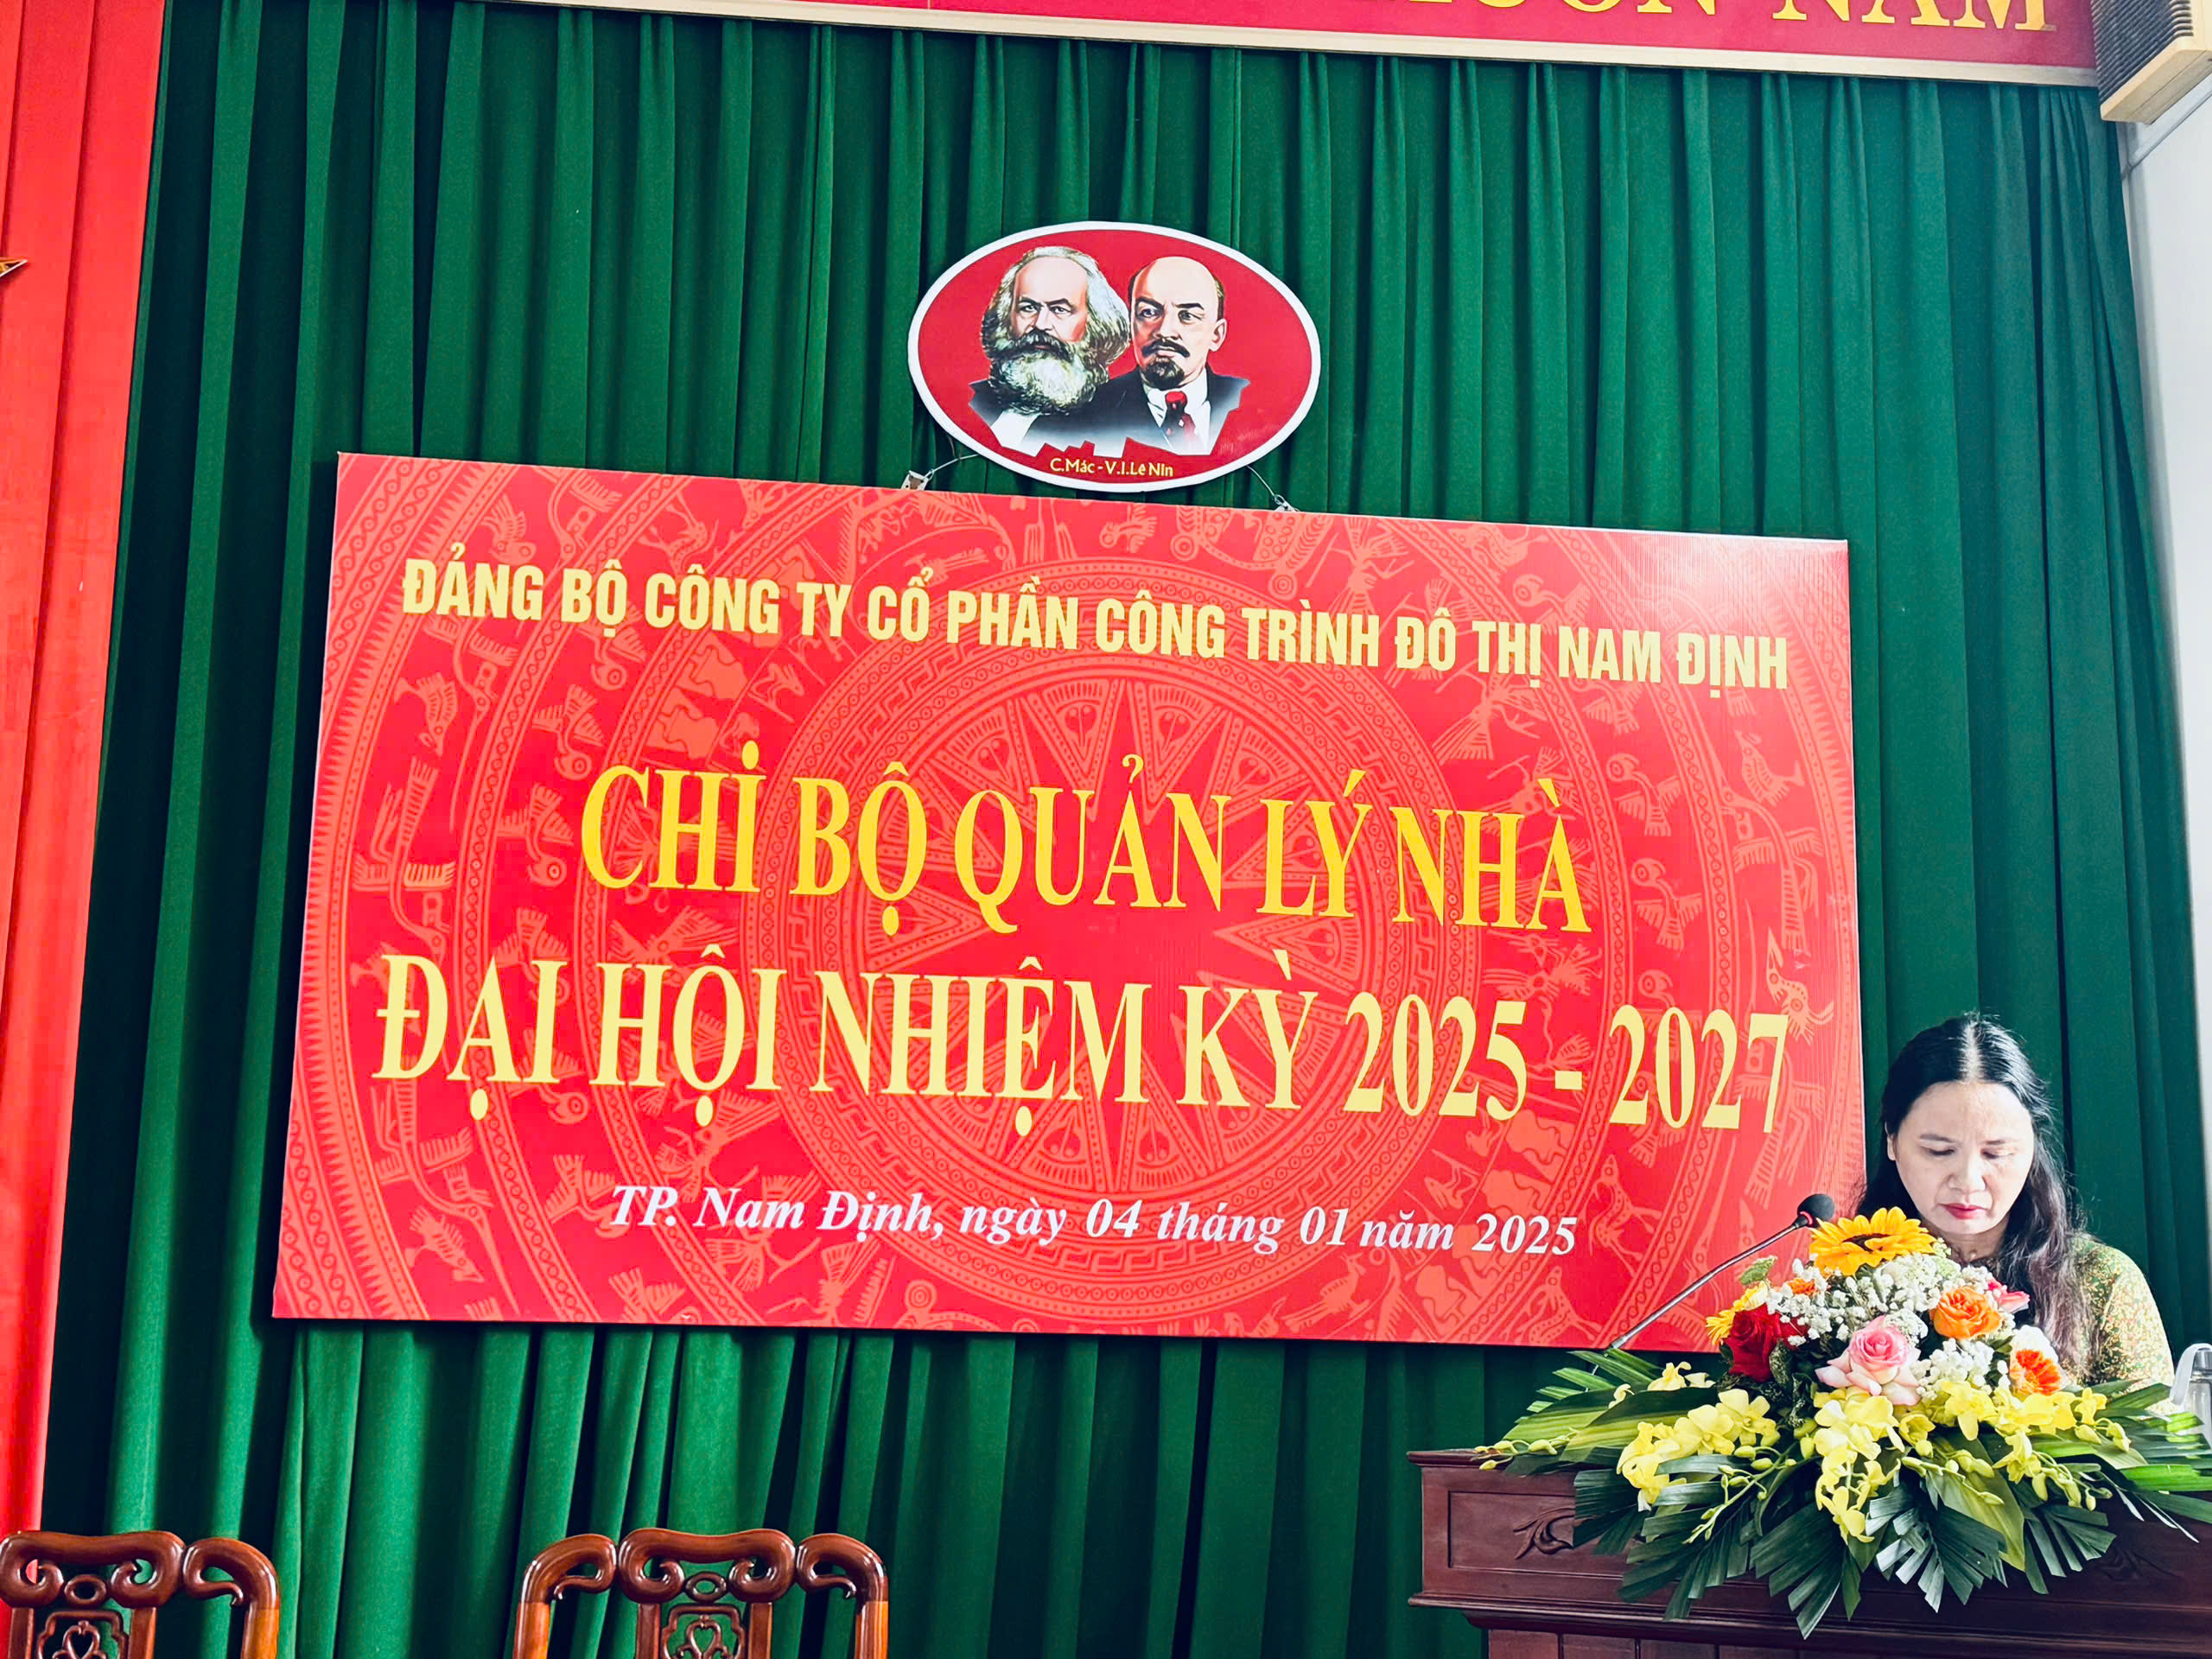 NĂM
C.Mác - V.I.Lê Nin
ĐẢNG BỘ CÔNG TY CỔ PHẦN CÔNG TRÌNH ĐÔ THỊ NAM ĐỊNH
CHi BỘ QUẢN LÝ NHÀ
ĐẠI HỘI NHIỆM KỲ 2025 - 2027
TP. Nam Định, ngày 04 tháng 01 năm 2025